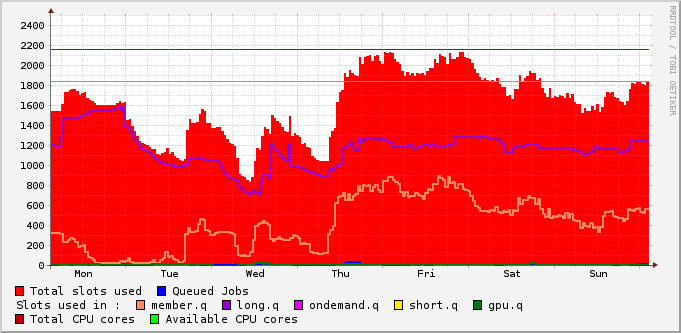 RRDTOOL / TOBI OETIKER
2400
2200
2000
1800
1600
1400
1200
1000
800
600
400
200
0
Mon Tue Wed Thu Fri Sat Sun
Total slots used Queued Jobs
Slots used in : member.q long.q ondemand.q short.q gpu.q
Total CPU cores Available CPU cores